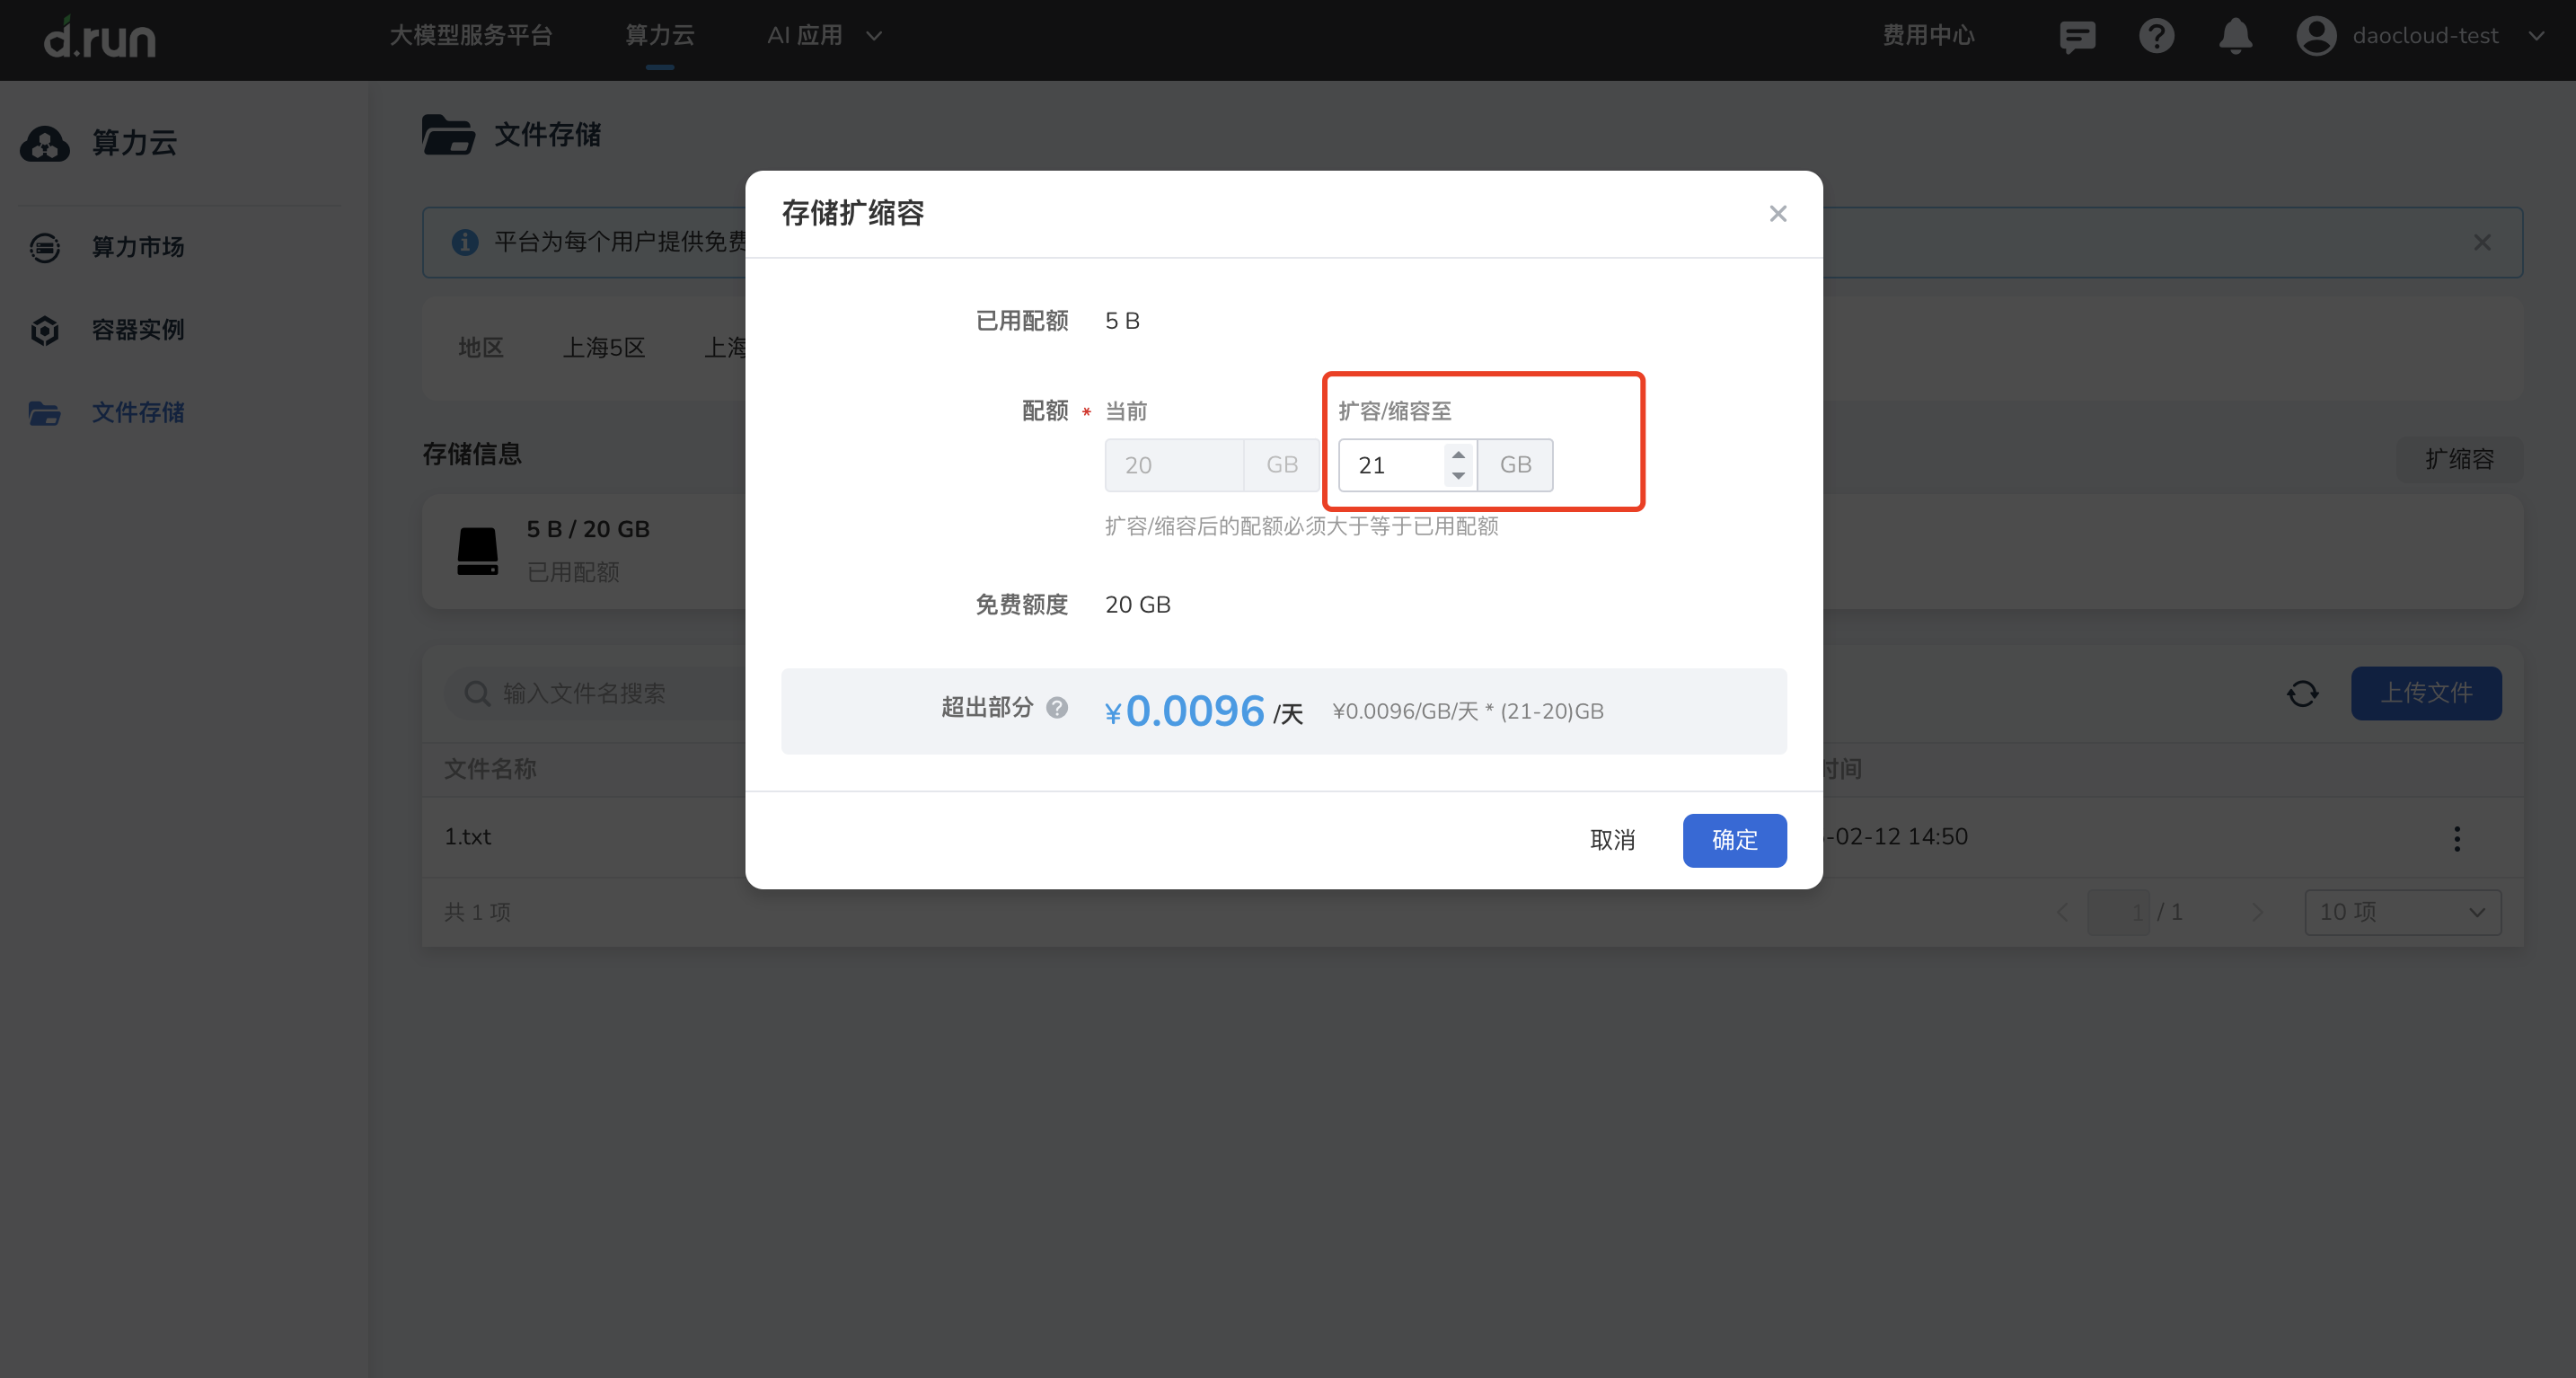 d.run
大模型服务平台 算力云 AI 应用 费用中心 daocloud-test
算力云
算力市场
容器实例
文件存储
文件存储
平台为每个用户提供免费
地区 上海5区 上海
存储信息
扩缩容
5 B / 20 GB
已用配额
输入文件名搜索
上传文件
文件名称 时间
1.txt -02-12 14:50
共 1 项 1 / 1 10 项
存储扩缩容
已用配额 5 B
配额 * 当前 扩容/缩容至
20 GB 21 GB
扩容/缩容后的配额必须大于等于已用配额
免费额度 20 GB
超出部分 ¥0.0096 /天 ¥0.0096/GB/天 * (21-20)GB
取消 确定